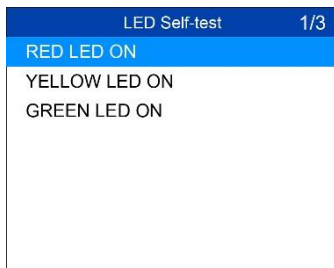 LED Self-test 1/3
RED LED ON
YELLOW LED ON
GREEN LED ON